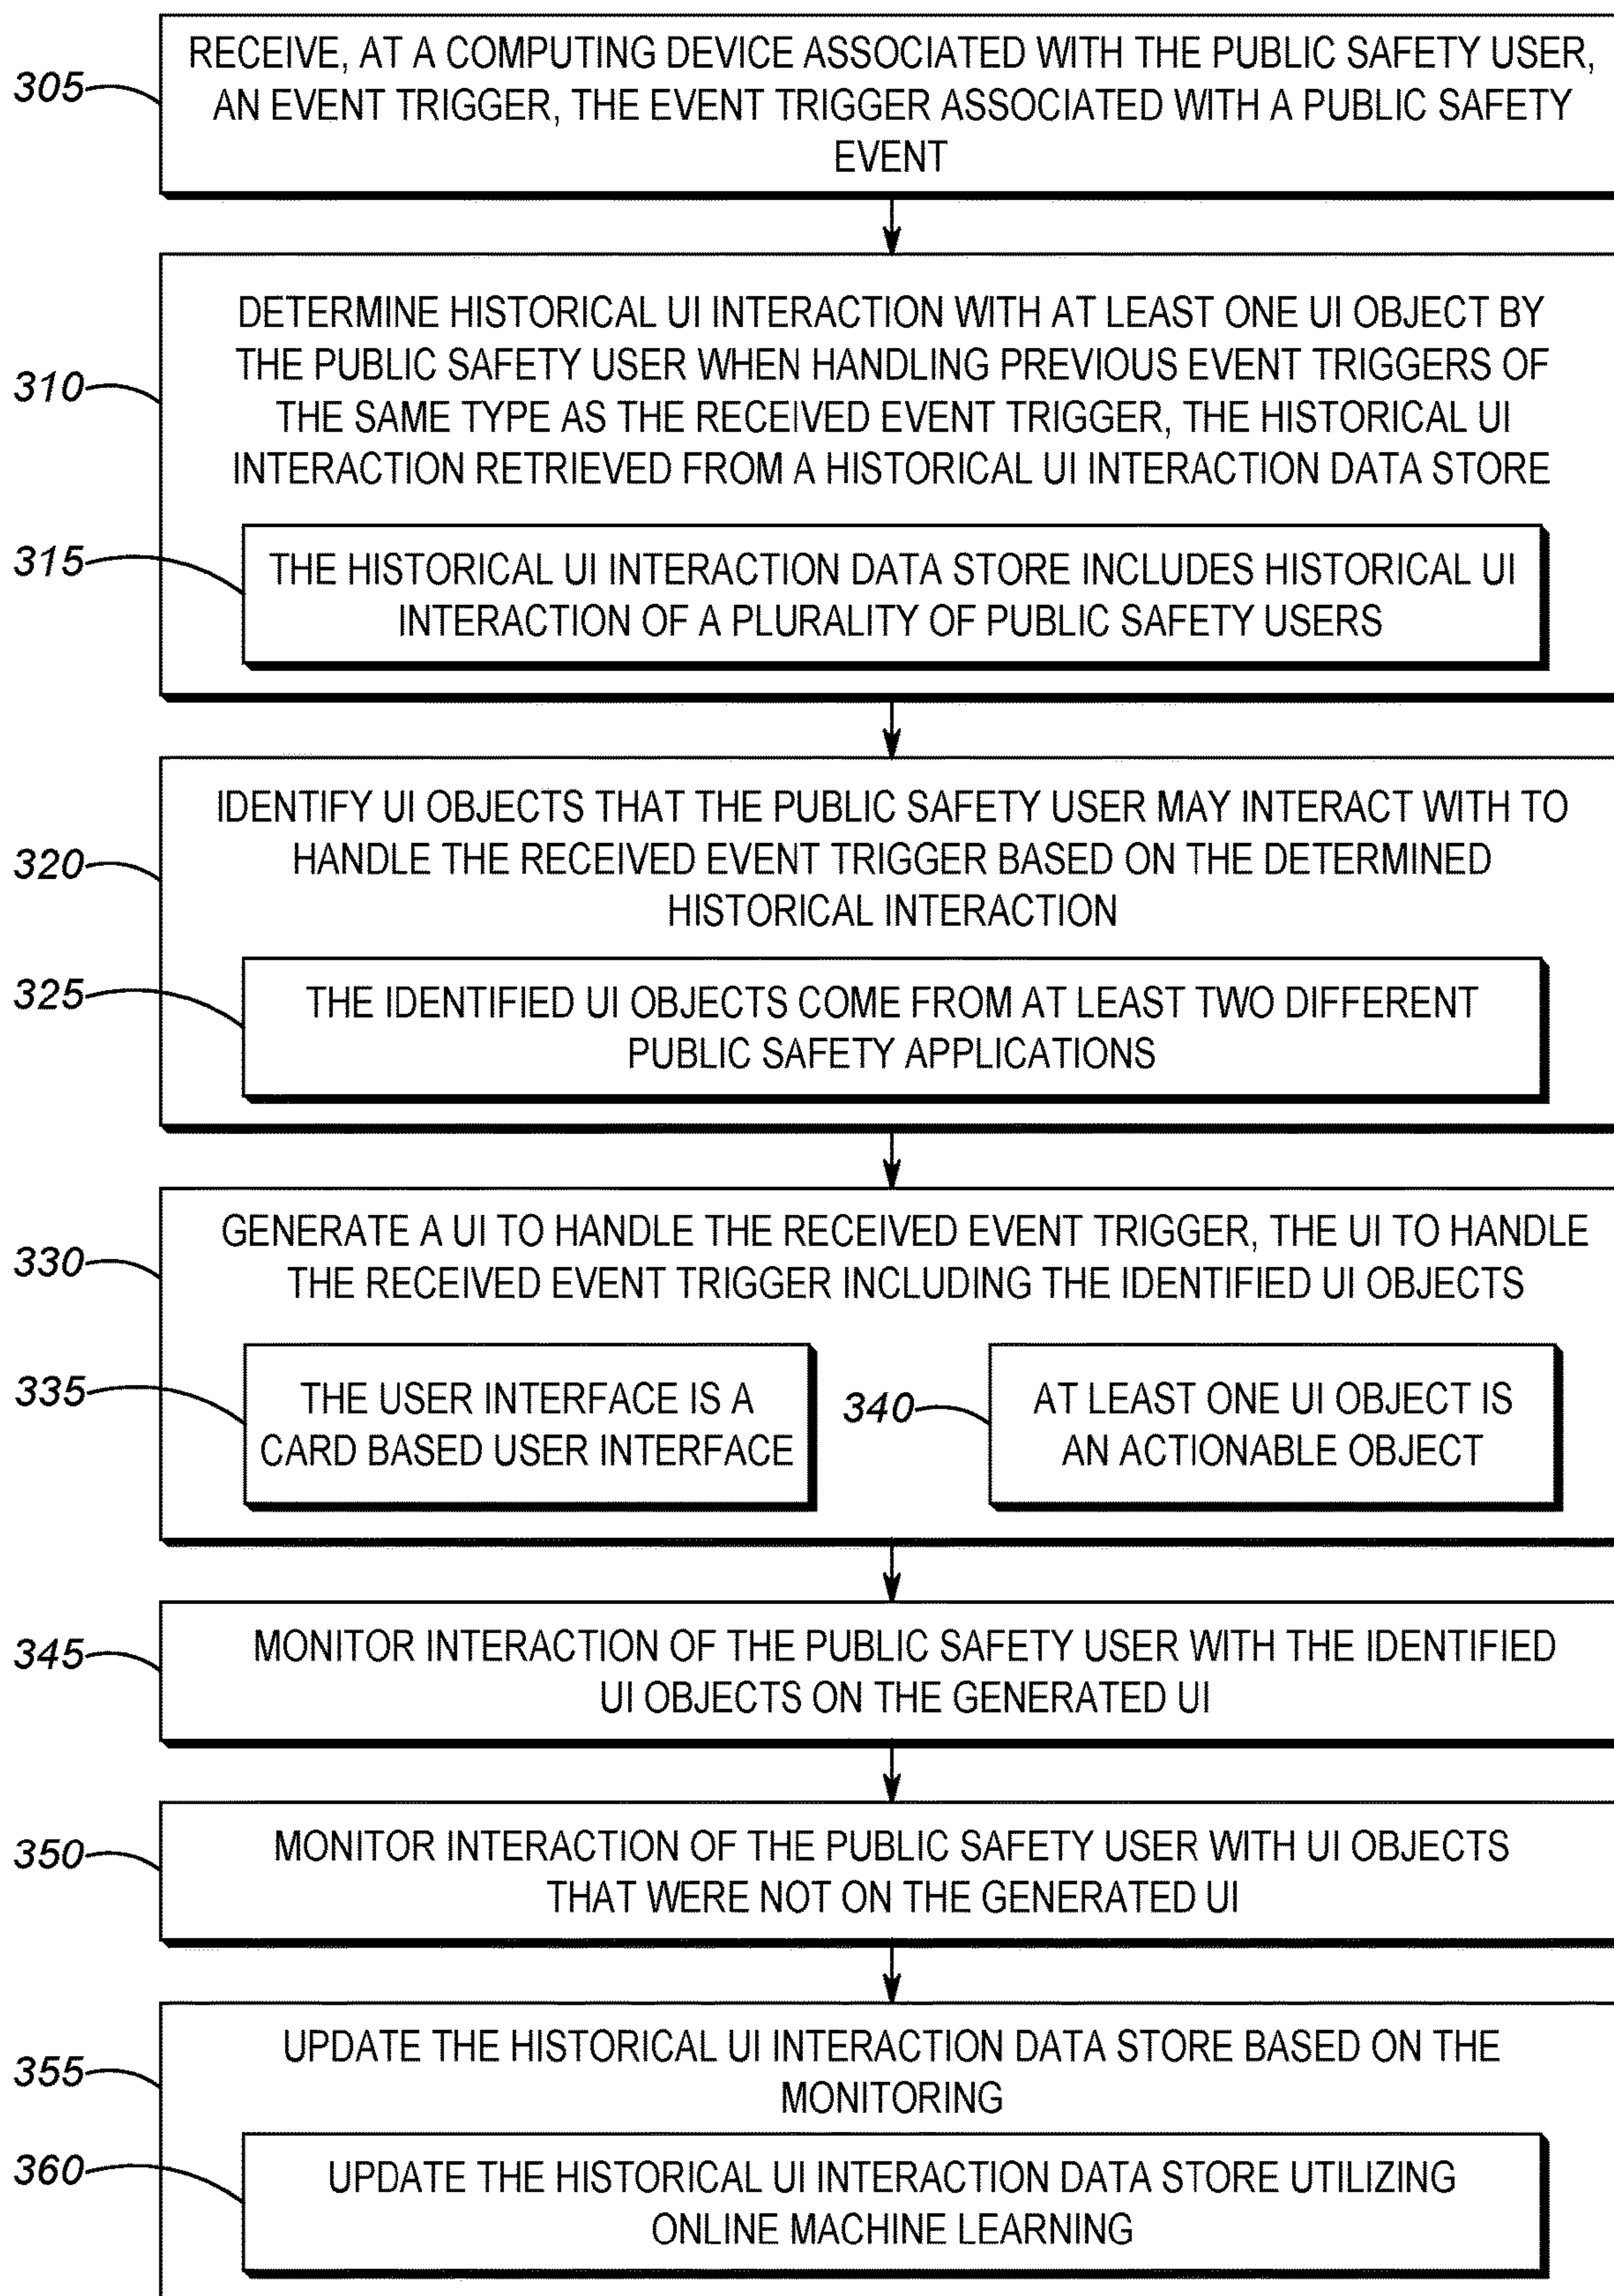 305
RECEIVE, AT A COMPUTING DEVICE ASSOCIATED WITH THE PUBLIC SAFETY USER,
AN EVENT TRIGGER, THE EVENT TRIGGER ASSOCIATED WITH A PUBLIC SAFETY
EVENT
310
DETERMINE HISTORICAL UI INTERACTION WITH AT LEAST ONE UI OBJECT BY
THE PUBLIC SAFETY USER WHEN HANDLING PREVIOUS EVENT TRIGGERS OF
THE SAME TYPE AS THE RECEIVED EVENT TRIGGER, THE HISTORICAL UI
INTERACTION RETRIEVED FROM A HISTORICAL UI INTERACTION DATA STORE
315
THE HISTORICAL UI INTERACTION DATA STORE INCLUDES HISTORICAL UI
INTERACTION OF A PLURALITY OF PUBLIC SAFETY USERS
320
IDENTIFY UI OBJECTS THAT THE PUBLIC SAFETY USER MAY INTERACT WITH TO
HANDLE THE RECEIVED EVENT TRIGGER BASED ON THE DETERMINED
HISTORICAL INTERACTION
325
THE IDENTIFIED UI OBJECTS COME FROM AT LEAST TWO DIFFERENT
PUBLIC SAFETY APPLICATIONS
330
GENERATE A UI TO HANDLE THE RECEIVED EVENT TRIGGER, THE UI TO HANDLE
THE RECEIVED EVENT TRIGGER INCLUDING THE IDENTIFIED UI OBJECTS
335
THE USER INTERFACE IS A
CARD BASED USER INTERFACE
340
AT LEAST ONE UI OBJECT IS
AN ACTIONABLE OBJECT
345
MONITOR INTERACTION OF THE PUBLIC SAFETY USER WITH THE IDENTIFIED
UI OBJECTS ON THE GENERATED UI
350
MONITOR INTERACTION OF THE PUBLIC SAFETY USER WITH UI OBJECTS
THAT WERE NOT ON THE GENERATED UI
355
UPDATE THE HISTORICAL UI INTERACTION DATA STORE BASED ON THE
MONITORING
360
UPDATE THE HISTORICAL UI INTERACTION DATA STORE UTILIZING
ONLINE MACHINE LEARNING